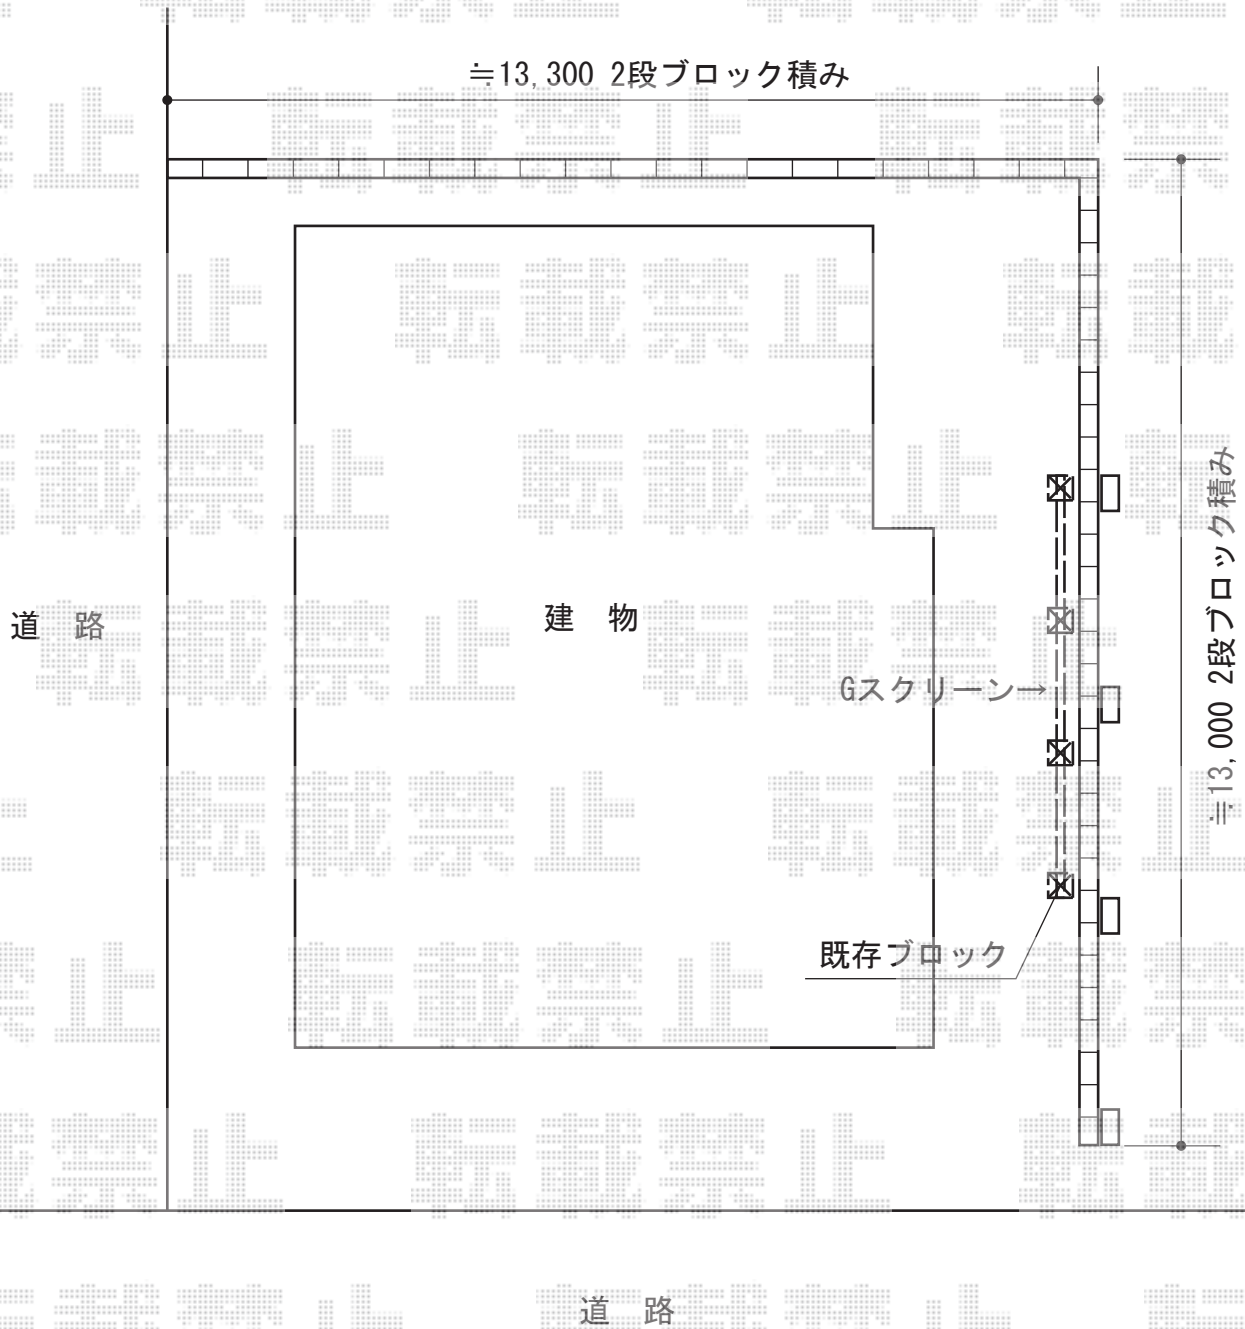 ≒13,300 2段ブロック積み
≒13,000 2段ブロック積み
道 路
建 物
Gスクリーン→
既存ブロック
道 路
転載禁止